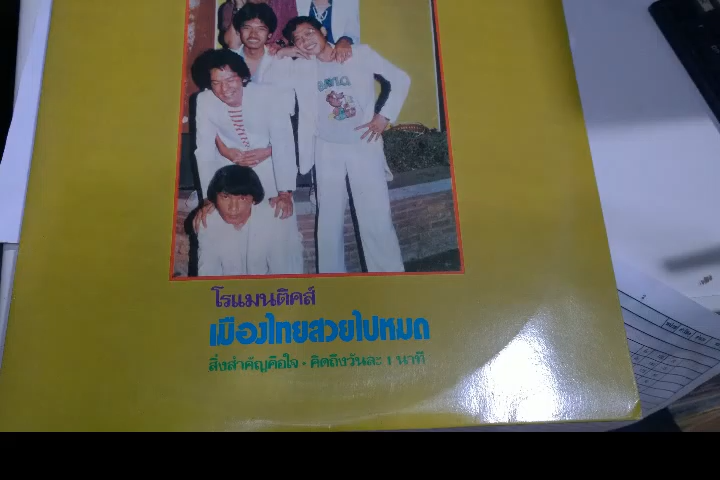 โรแมนติคส์
เมืองไทยสวยไปหมด
สิ่งสำคัญคือใจ • คิดถึงวันละ 1 นาที